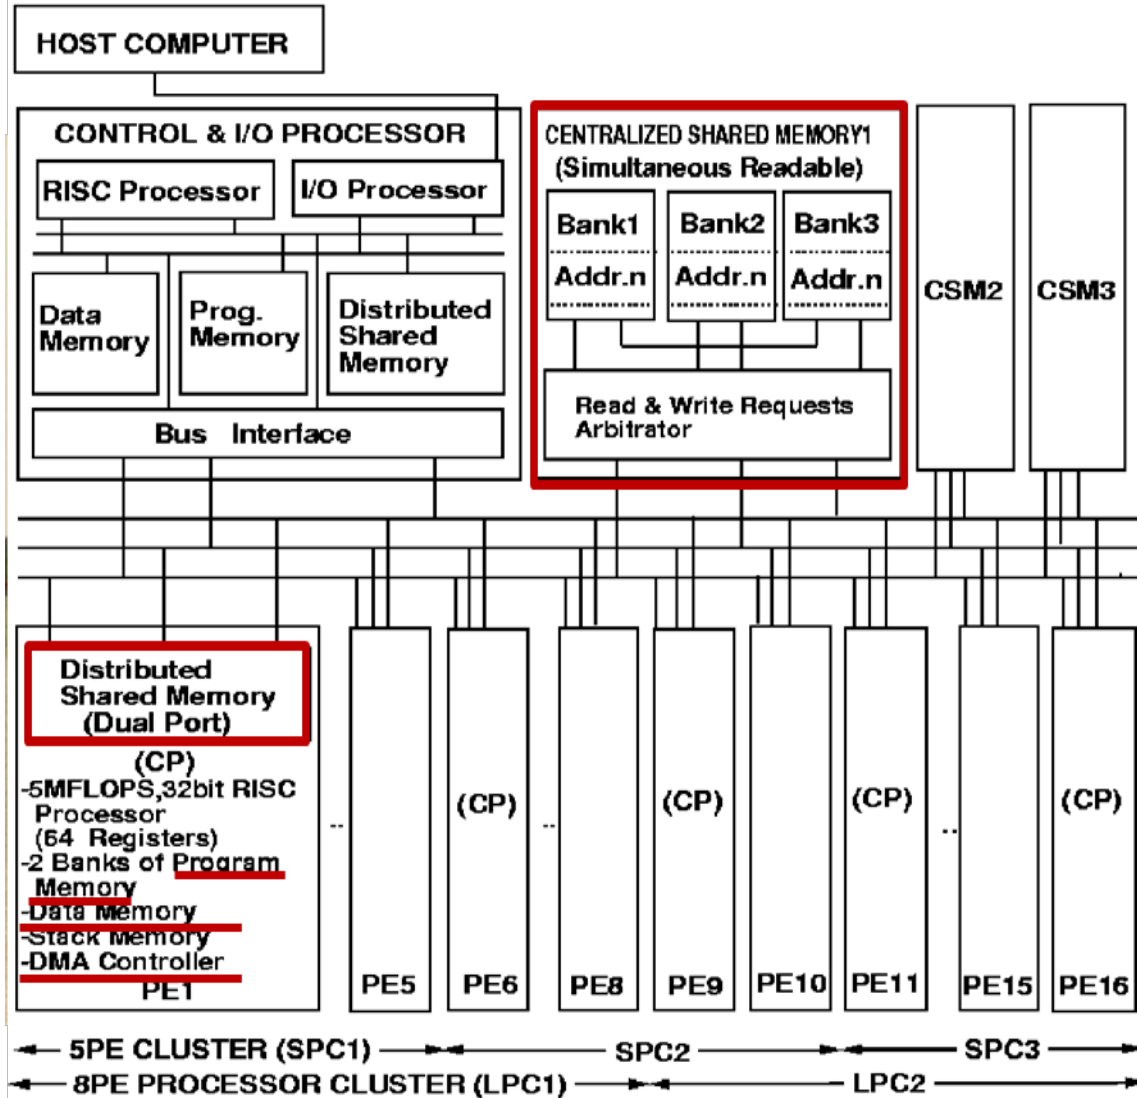 HOST COMPUTER
CONTROL & I/O PROCESSOR
RISC Processor
I/O Processor
Data
Memory
Prog.
Memory
Distributed
Shared
Memory
Bus Interface
CENTRALIZED SHARED MEMORY1
(Simultaneous Readable)
Bank1
Addr.n
Bank2
Addr.n
Bank3
Addr.n
Read & Write Requests
Arbitrator
CSM2
CSM3
Distributed
Shared Memory
(Dual Port)
(CP)
-5MFLOPS,32bit RISC
Processor
(64 Registers)
-2 Banks of Program
Memory
-Data Memory
-Stack Memory
-DMA Controller
PE1
..
PE5
(CP)
PE6
..
PE8
(CP)
PE9
PE10
(CP)
PE11
..
PE15
(CP)
PE16
5PE CLUSTER (SPC1)
SPC2
SPC3
8PE PROCESSOR CLUSTER (LPC1)
LPC2